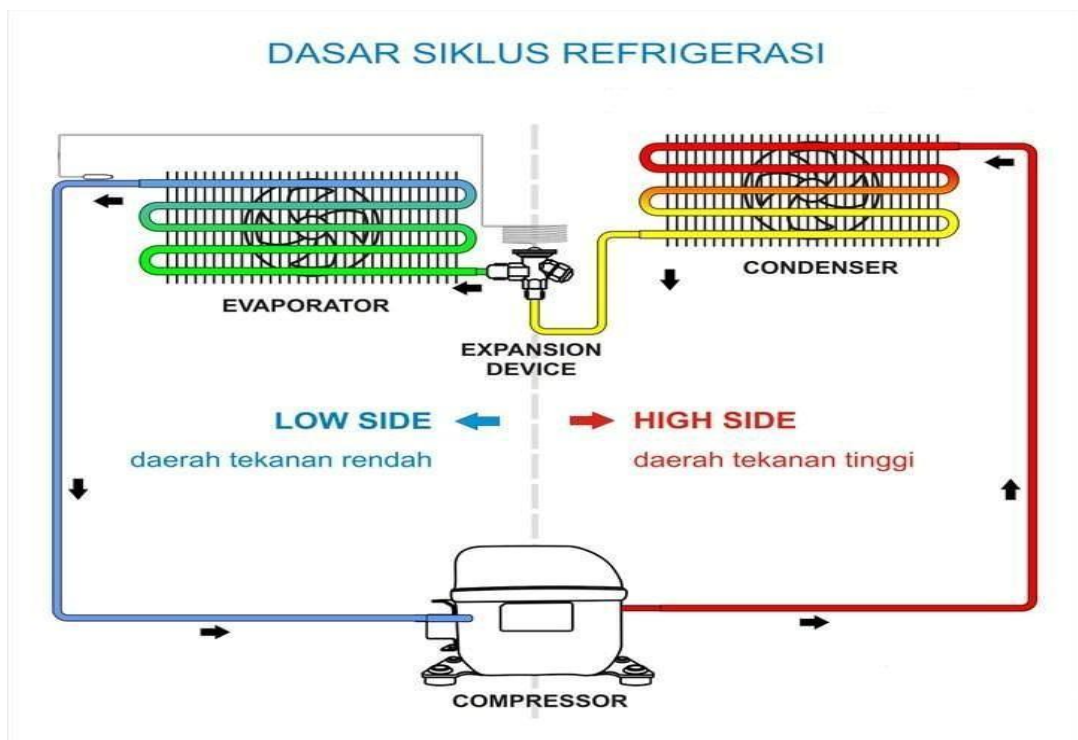 DASAR SIKLUS REFRIGERASI
EVAPORATOR
CONDENSER
EXPANSION
DEVICE
LOW SIDE
HIGH SIDE
daerah tekanan rendah
daerah tekanan tinggi
COMPRESSOR